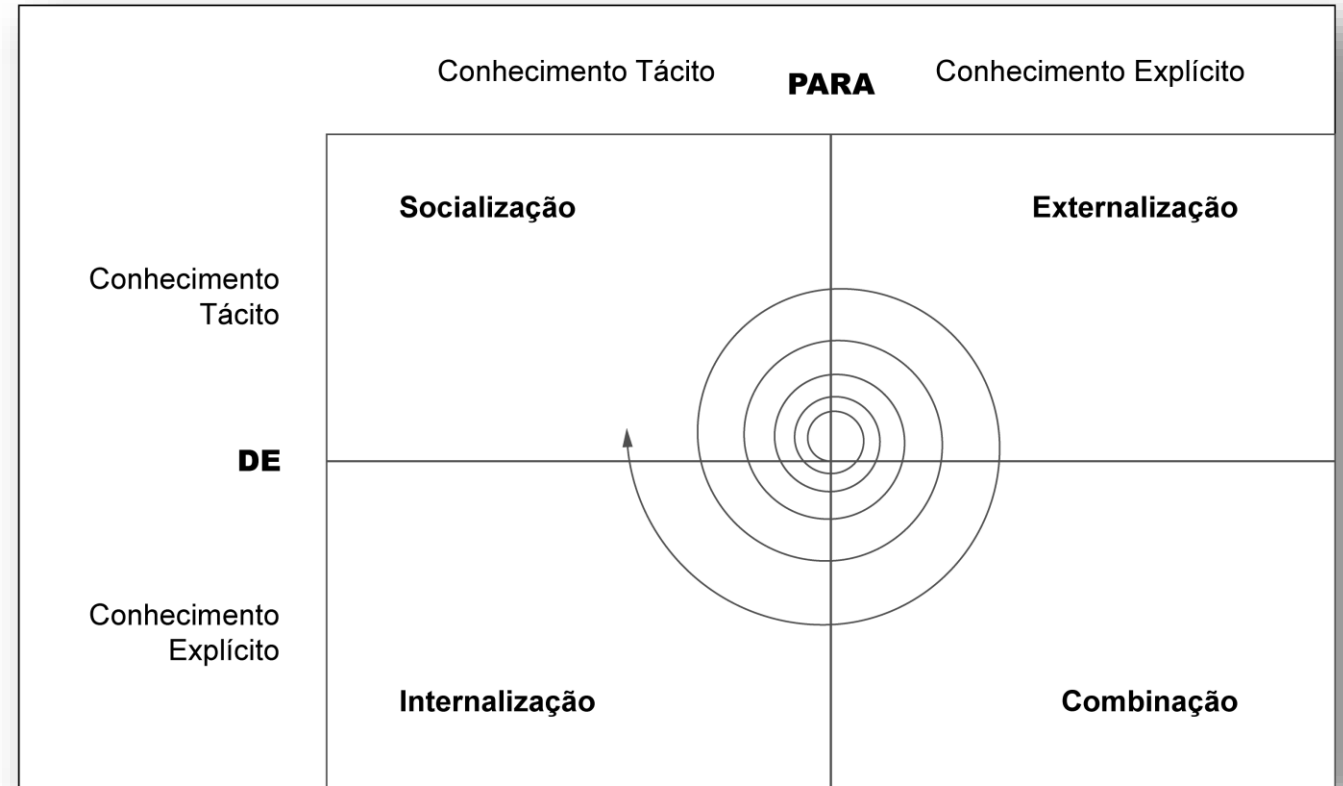 Conhecimento Tácito
PARA
Conhecimento Explícito
Socialização
Externalização
Conhecimento
Tácito
DE
Conhecimento
Explícito
Internalização
Combinação